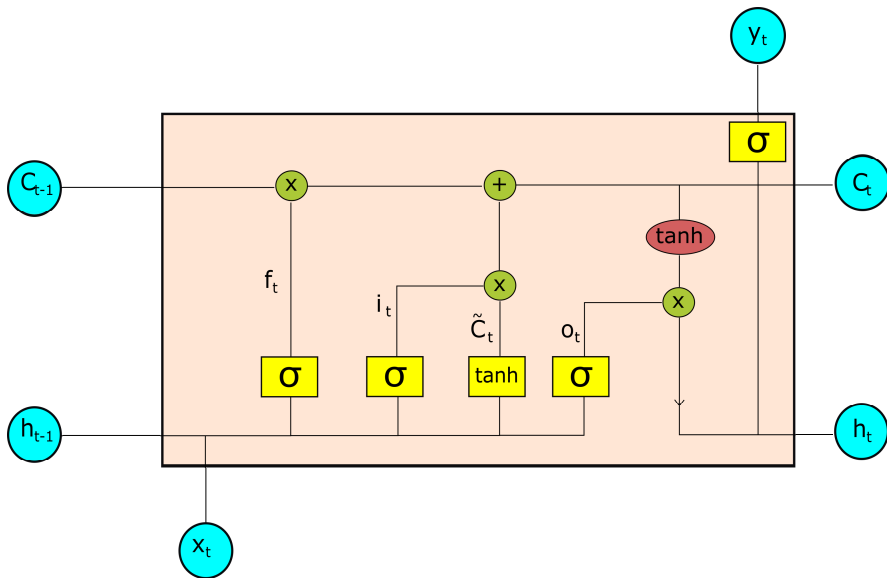 yₜ
σ
Cₜ₋₁
x
+
Cₜ
tanh
fₜ
iₜ
x
x
C̃ₜ
oₜ
σ
σ
tanh
σ
hₜ₋₁
hₜ
xₜ